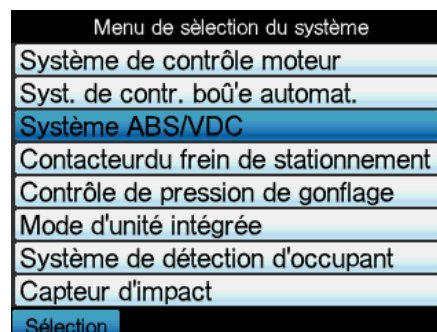 Menu de sèlection du système
Système de contrôle moteur
Syst. de contr. boû'e automat.
Système ABS/VDC
Contacteurdu frein de stationnement
Contrôle de pression de gonflage
Mode d'unité intégrée
Système de détection d'occupant
Capteur d'impact
Sélection